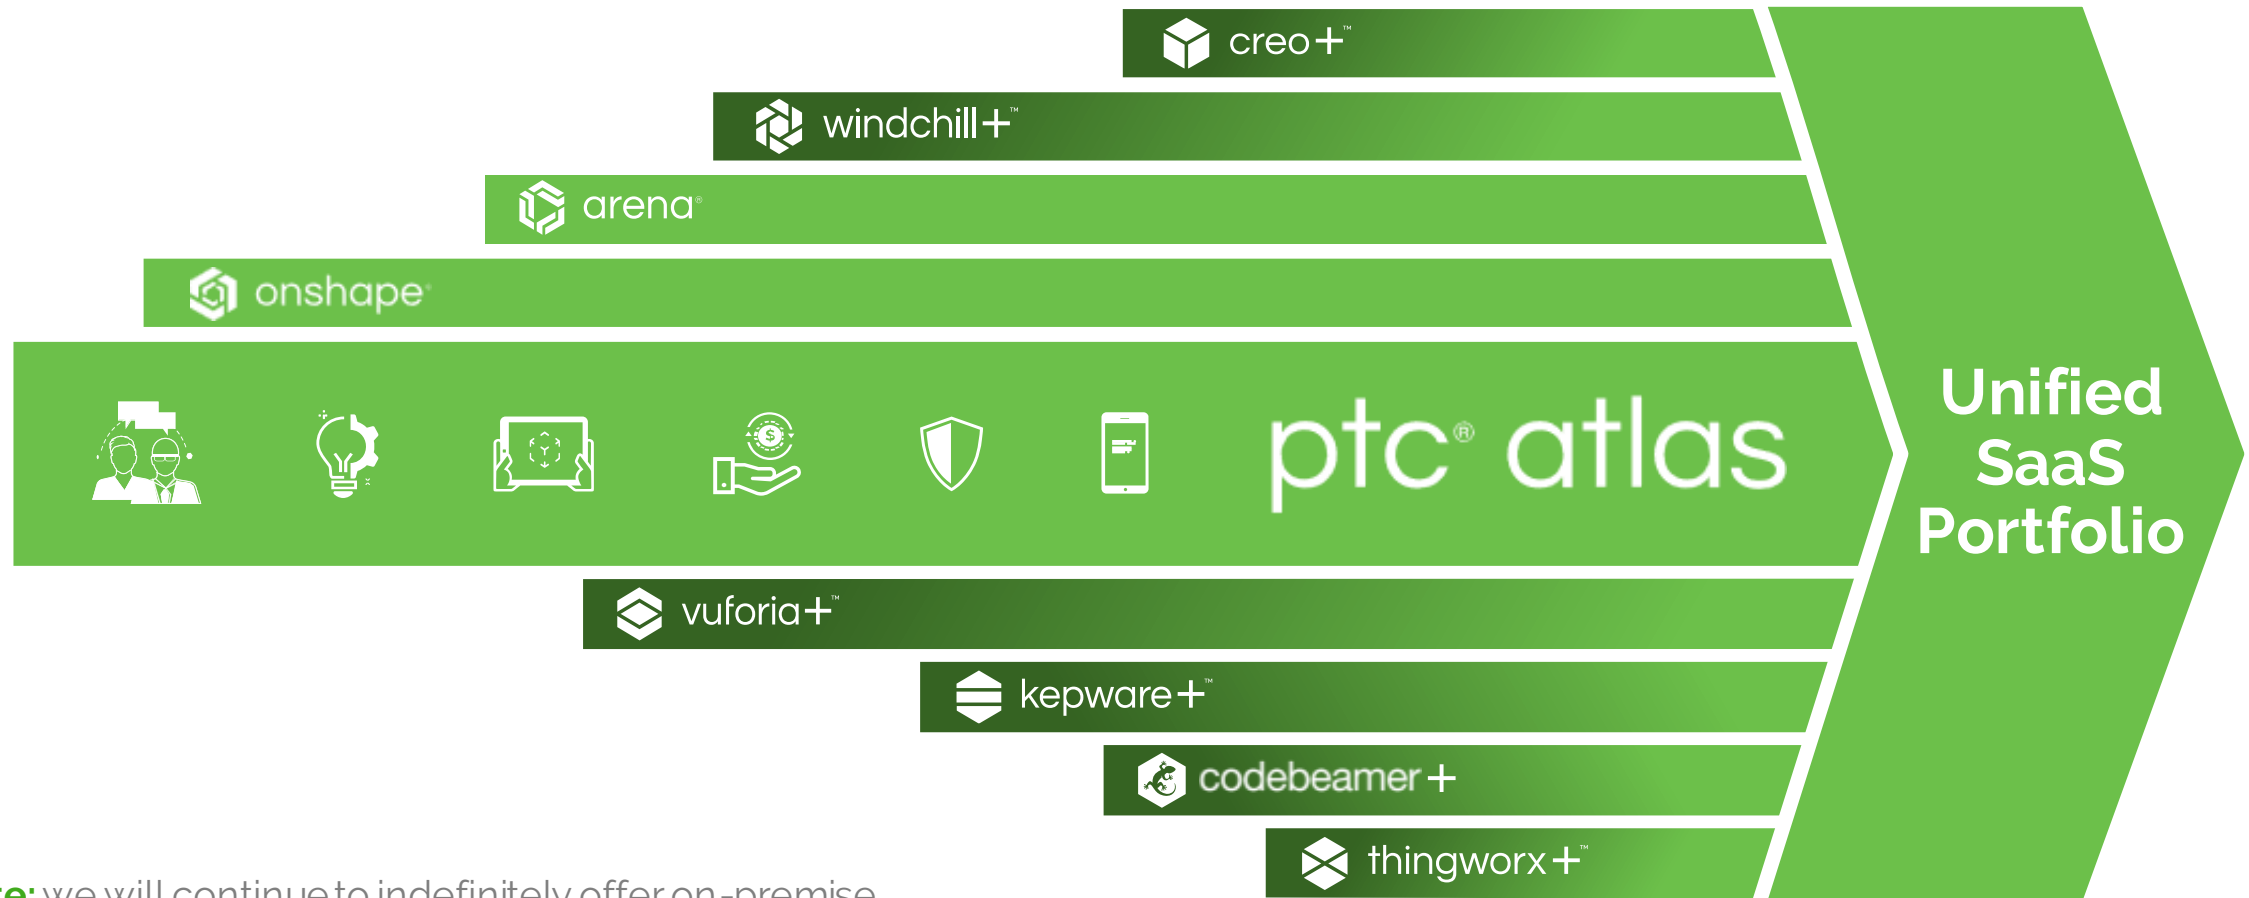 creo+™
windchill+™
arena®
onshape
ptc® atlas
Unified
SaaS
Portfolio
vuforia+™
kepware+™
codebeamer+
thingworx+™
we will continue to indefinitely offer on-premise